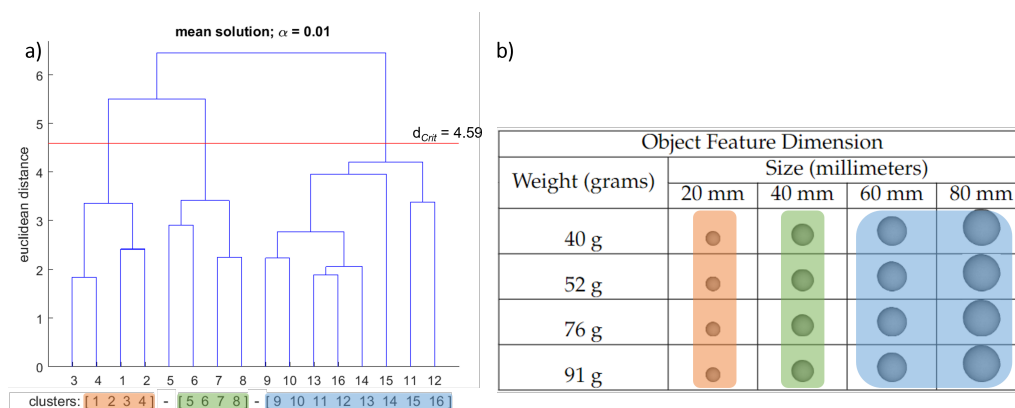 mean solution; α = 0.01
a)
6
5
4
3
2
1
0
euclidean distance
d_Crit = 4.59
3 4 1 2 5 6 7 8 9 10 13 16 14 15 11 12
clusters: [ 1 2 3 4 ] - [ 5 6 7 8 ] - [ 9 10 11 12 13 14 15 16 ]
b)
Object Feature Dimension
Weight (grams)
Size (millimeters)
20 mm 40 mm 60 mm 80 mm
40 g
52 g
76 g
91 g